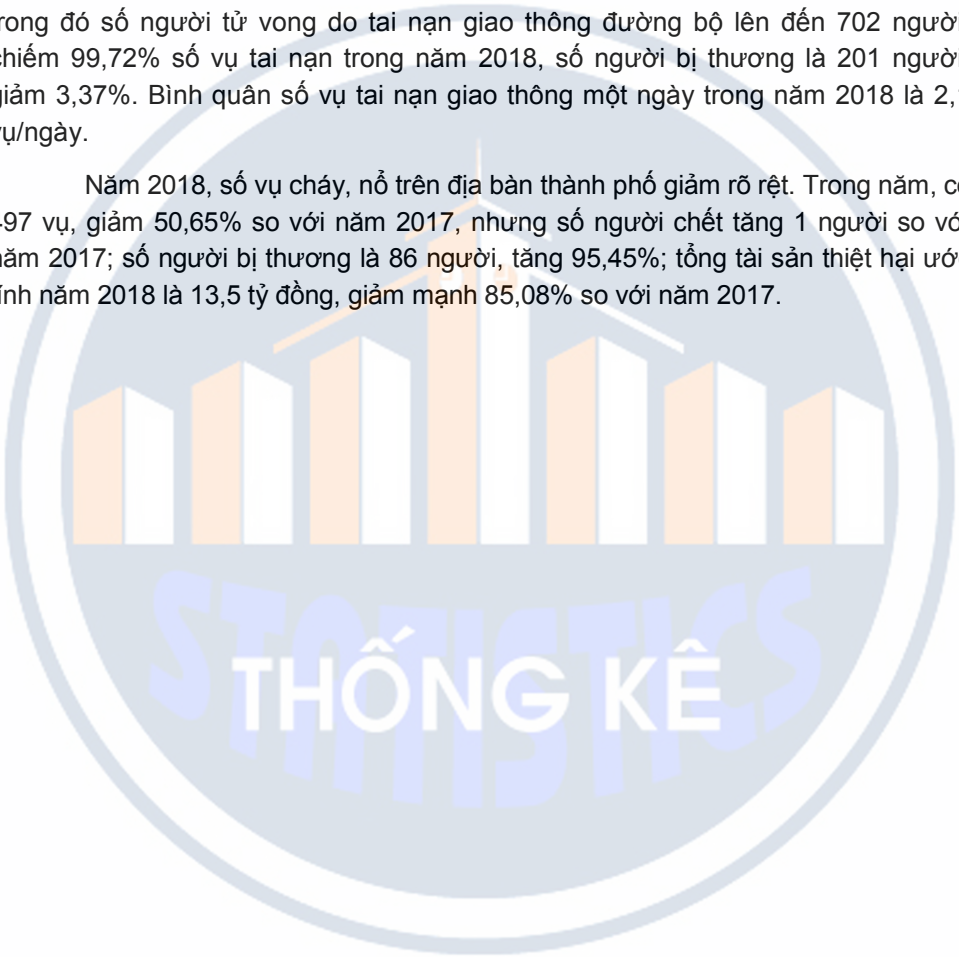 trong đó số người tử vong do tai nạn giao thông đường bộ lên đến 702 người
chiếm 99,72% số vụ tai nạn trong năm 2018, số người bị thương là 201 người
giảm 3,37%. Bình quân số vụ tai nạn giao thông một ngày trong năm 2018 là 2,
vụ/ngày.
Năm 2018, số vụ cháy, nổ trên địa bàn thành phố giảm rõ rệt. Trong năm, có
497 vụ, giảm 50,65% so với năm 2017, nhưng số người chết tăng 1 người so với
năm 2017; số người bị thương là 86 người, tăng 95,45%; tổng tài sản thiệt hại ước
tính năm 2018 là 13,5 tỷ đồng, giảm mạnh 85,08% so với năm 2017.
STATISTICS
THỐNG KÊ